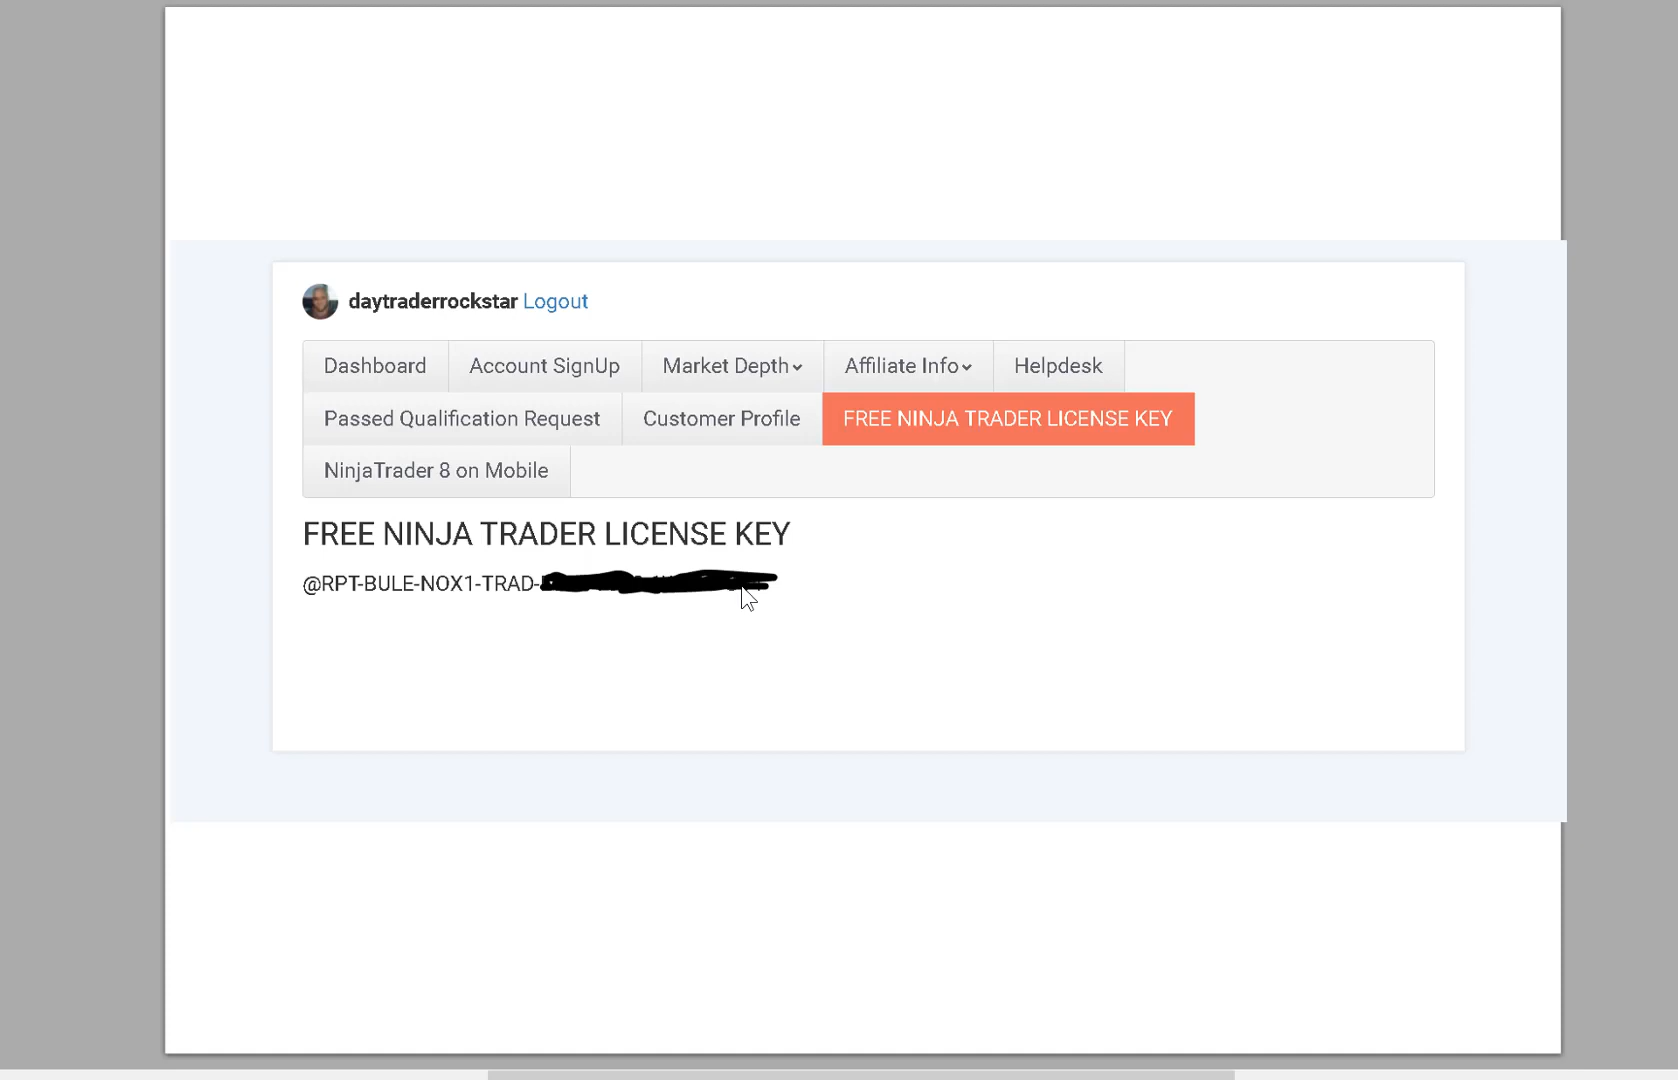 daytraderrockstar Logout
Dashboard Account SignUp Market Depth Affiliate Info Helpdesk
Passed Qualification Request Customer Profile FREE NINJA TRADER LICENSE KEY
NinjaTrader 8 on Mobile
FREE NINJA TRADER LICENSE KEY
@RPT-BULE-NOX1-TRAD-